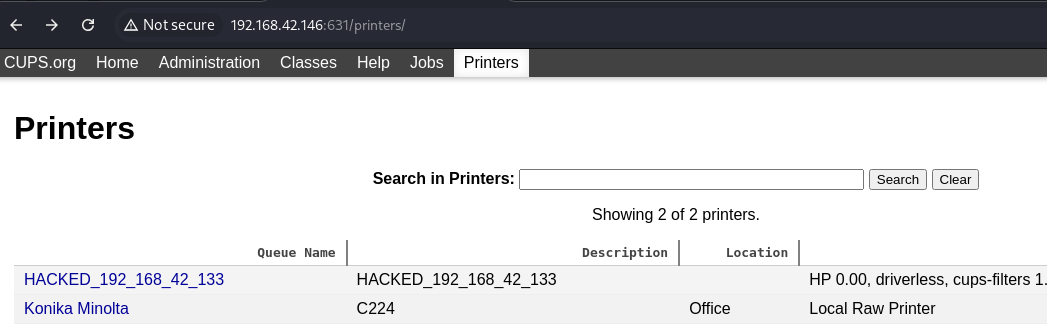 Not secure 192.168.42.146:631/printers/
CUPS.org Home Administration Classes Help Jobs Printers
Printers
Search in Printers: Search Clear
Showing 2 of 2 printers.
Queue Name Description Location
HACKED_192_168_42_133 HACKED_192_168_42_133 HP 0.00, driverless, cups-filters 1.
Konika Minolta C224 Office Local Raw Printer